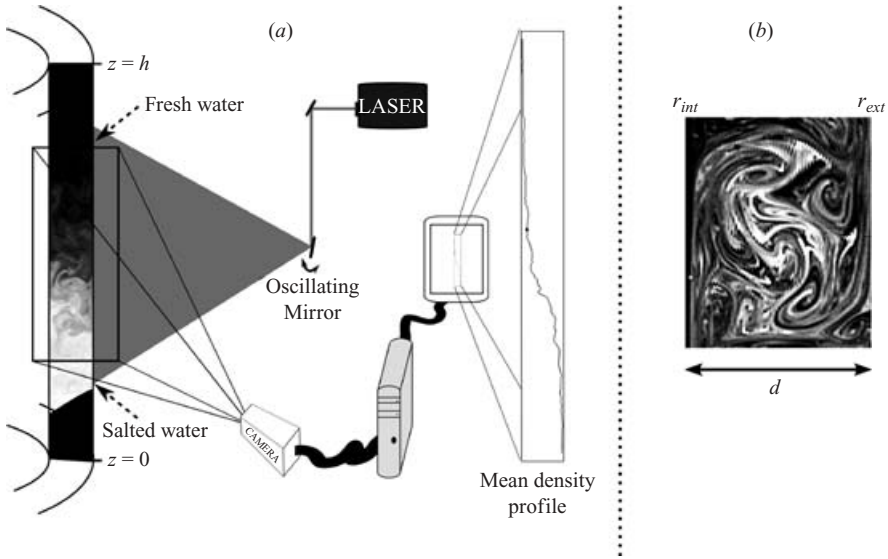 (a)
(b)
z = h
Fresh water
LASER
r_int
r_ext
Oscillating
Mirror
d
Salted water
CAMERA
z = 0
Mean density
profile